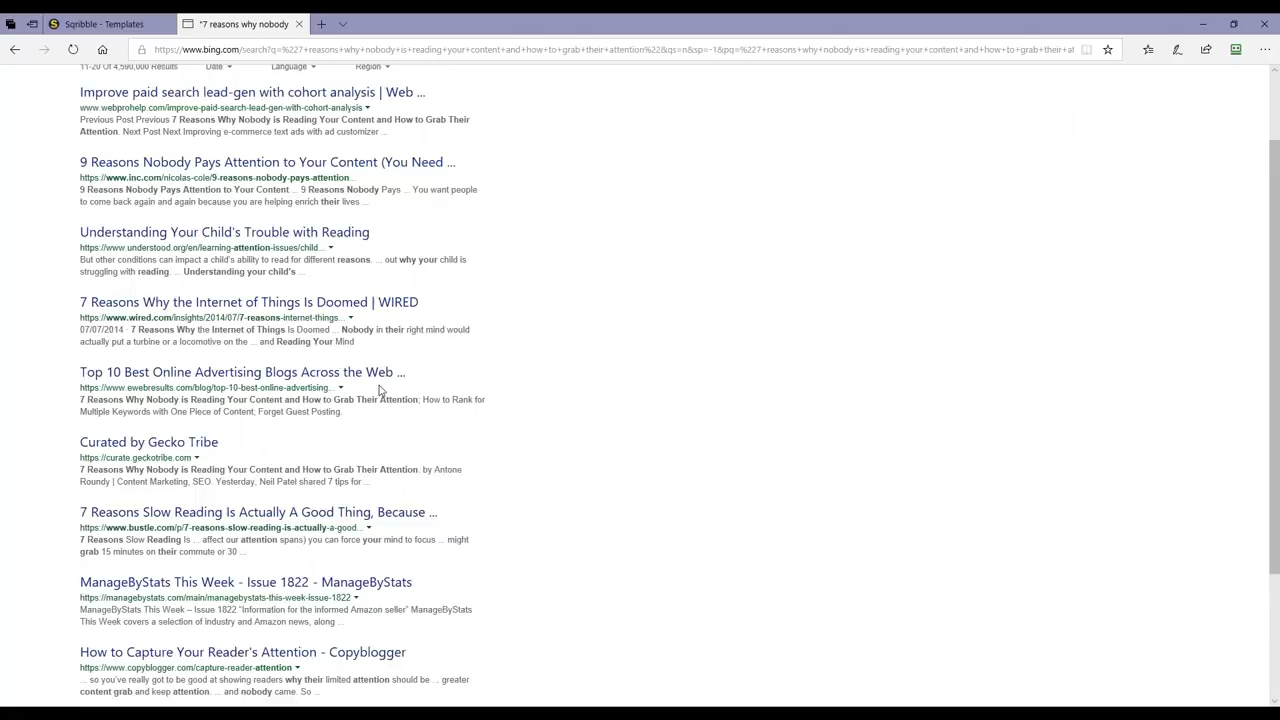 Sqribble - Templates
"7 reasons why nobody
https://www.bing.com/search?q=%227+reasons+why+nobody+is+reading+your+content+and+how+to+grab+their+attention%22&qs=n&sp=-1&pq=%227+reasons+why+nobody+is+reading+your+content+and+how+to+grab+their+at
11-20 Of 4,590,000 Results Date Language Region
Improve paid search lead-gen with cohort analysis | Web ...
www.webprohelp.com/improve-paid-search-lead-gen-with-cohort-analysis
Previous Post Previous 7 Reasons Why Nobody is Reading Your Content and How to Grab Their
Attention. Next Post Next Improving e-commerce text ads with ad customizer ...
9 Reasons Nobody Pays Attention to Your Content (You Need ...
https://www.inc.com/nicolas-cole/9-reasons-nobody-pays-attention...
9 Reasons Nobody Pays Attention to Your Content ... 9 Reasons Nobody Pays ... You want people
to come back again and again because you are helping enrich their lives ...
Understanding Your Child's Trouble with Reading
https://www.understood.org/en/learning-attention-issues/child...
But other conditions can impact a child's ability to read for different reasons. ... out why your child is
struggling with reading. ... Understanding your child's ...
7 Reasons Why the Internet of Things Is Doomed | WIRED
https://www.wired.com/insights/2014/07/7-reasons-internet-things...
07/07/2014 · 7 Reasons Why the Internet of Things Is Doomed ... Nobody in their right mind would
actually put a turbine or a locomotive on the ... and Reading Your Mind
Top 10 Best Online Advertising Blogs Across the Web ...
https://www.ewebresults.com/blog/top-10-best-online-advertising...
7 Reasons Why Nobody is Reading Your Content and How to Grab Their Attention; How to Rank for
Multiple Keywords with One Piece of Content; Forget Guest Posting.
Curated by Gecko Tribe
https://curate.geckotribe.com
7 Reasons Why Nobody is Reading Your Content and How to Grab Their Attention. by Antone
Roundy | Content Marketing, SEO. Yesterday, Neil Patel shared 7 tips for ...
7 Reasons Slow Reading Is Actually A Good Thing, Because ...
https://www.bustle.com/p/7-reasons-slow-reading-is-actually-a-good...
7 Reasons Slow Reading Is ... affect our attention spans) you can force your mind to focus ... might
grab 15 minutes on their commute or 30 ...
ManageByStats This Week - Issue 1822 - ManageByStats
https://managebystats.com/main/managebystats-this-week-issue-1822
ManageByStats This Week – Issue 1822 "Information for the informed Amazon seller" ManageByStats
This Week covers a selection of industry and Amazon news, along ...
How to Capture Your Reader's Attention - Copyblogger
https://www.copyblogger.com/capture-reader-attention
... so you've really got to be good at showing readers why their limited attention should be ... greater
content grab and keep attention. ... and nobody came. So ...